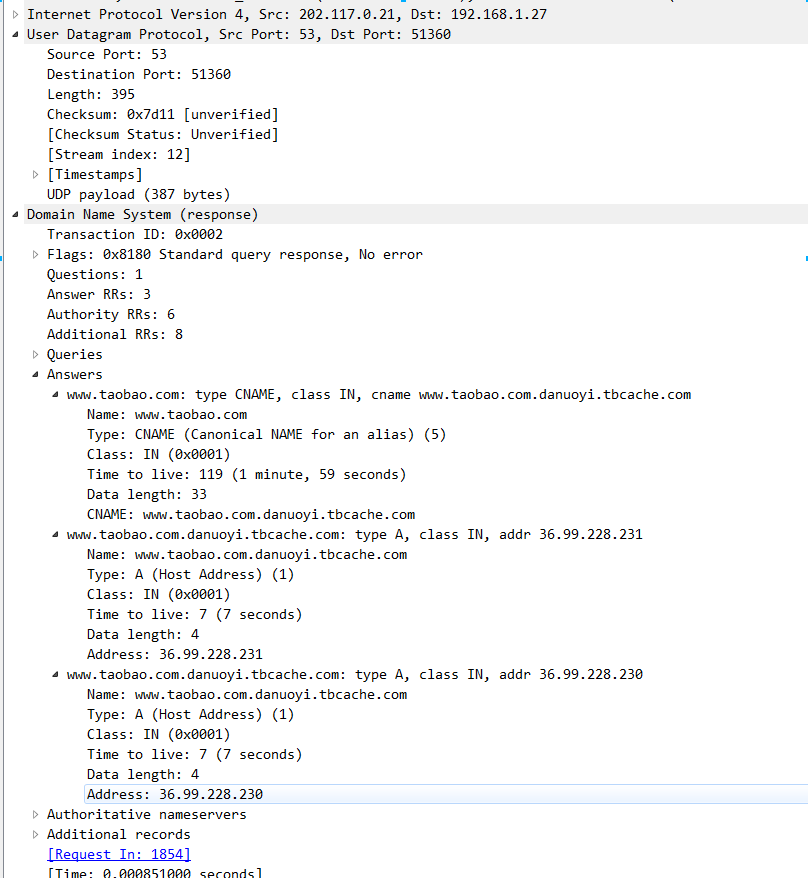 Internet Protocol Version 4, Src: 202.117.0.21, Dst: 192.168.1.27
User Datagram Protocol, Src Port: 53, Dst Port: 51360
Source Port: 53
Destination Port: 51360
Length: 395
Checksum: 0x7d11 [unverified]
[Checksum Status: Unverified]
[Stream index: 12]
[Timestamps]
UDP payload (387 bytes)
Domain Name System (response)
Transaction ID: 0x0002
Flags: 0x8180 Standard query response, No error
Questions: 1
Answer RRs: 3
Authority RRs: 6
Additional RRs: 8
Queries
Answers
www.taobao.com: type CNAME, class IN, cname www.taobao.com.danuoyi.tbcache.com
Name: www.taobao.com
Type: CNAME (Canonical NAME for an alias) (5)
Class: IN (0x0001)
Time to live: 119 (1 minute, 59 seconds)
Data length: 33
CNAME: www.taobao.com.danuoyi.tbcache.com
www.taobao.com.danuoyi.tbcache.com: type A, class IN, addr 36.99.228.231
Name: www.taobao.com.danuoyi.tbcache.com
Type: A (Host Address) (1)
Class: IN (0x0001)
Time to live: 7 (7 seconds)
Data length: 4
Address: 36.99.228.231
www.taobao.com.danuoyi.tbcache.com: type A, class IN, addr 36.99.228.230
Name: www.taobao.com.danuoyi.tbcache.com
Type: A (Host Address) (1)
Class: IN (0x0001)
Time to live: 7 (7 seconds)
Data length: 4
Address: 36.99.228.230
Authoritative nameservers
Additional records
[Request In: 1854]
[Time: 0.000851000 seconds]